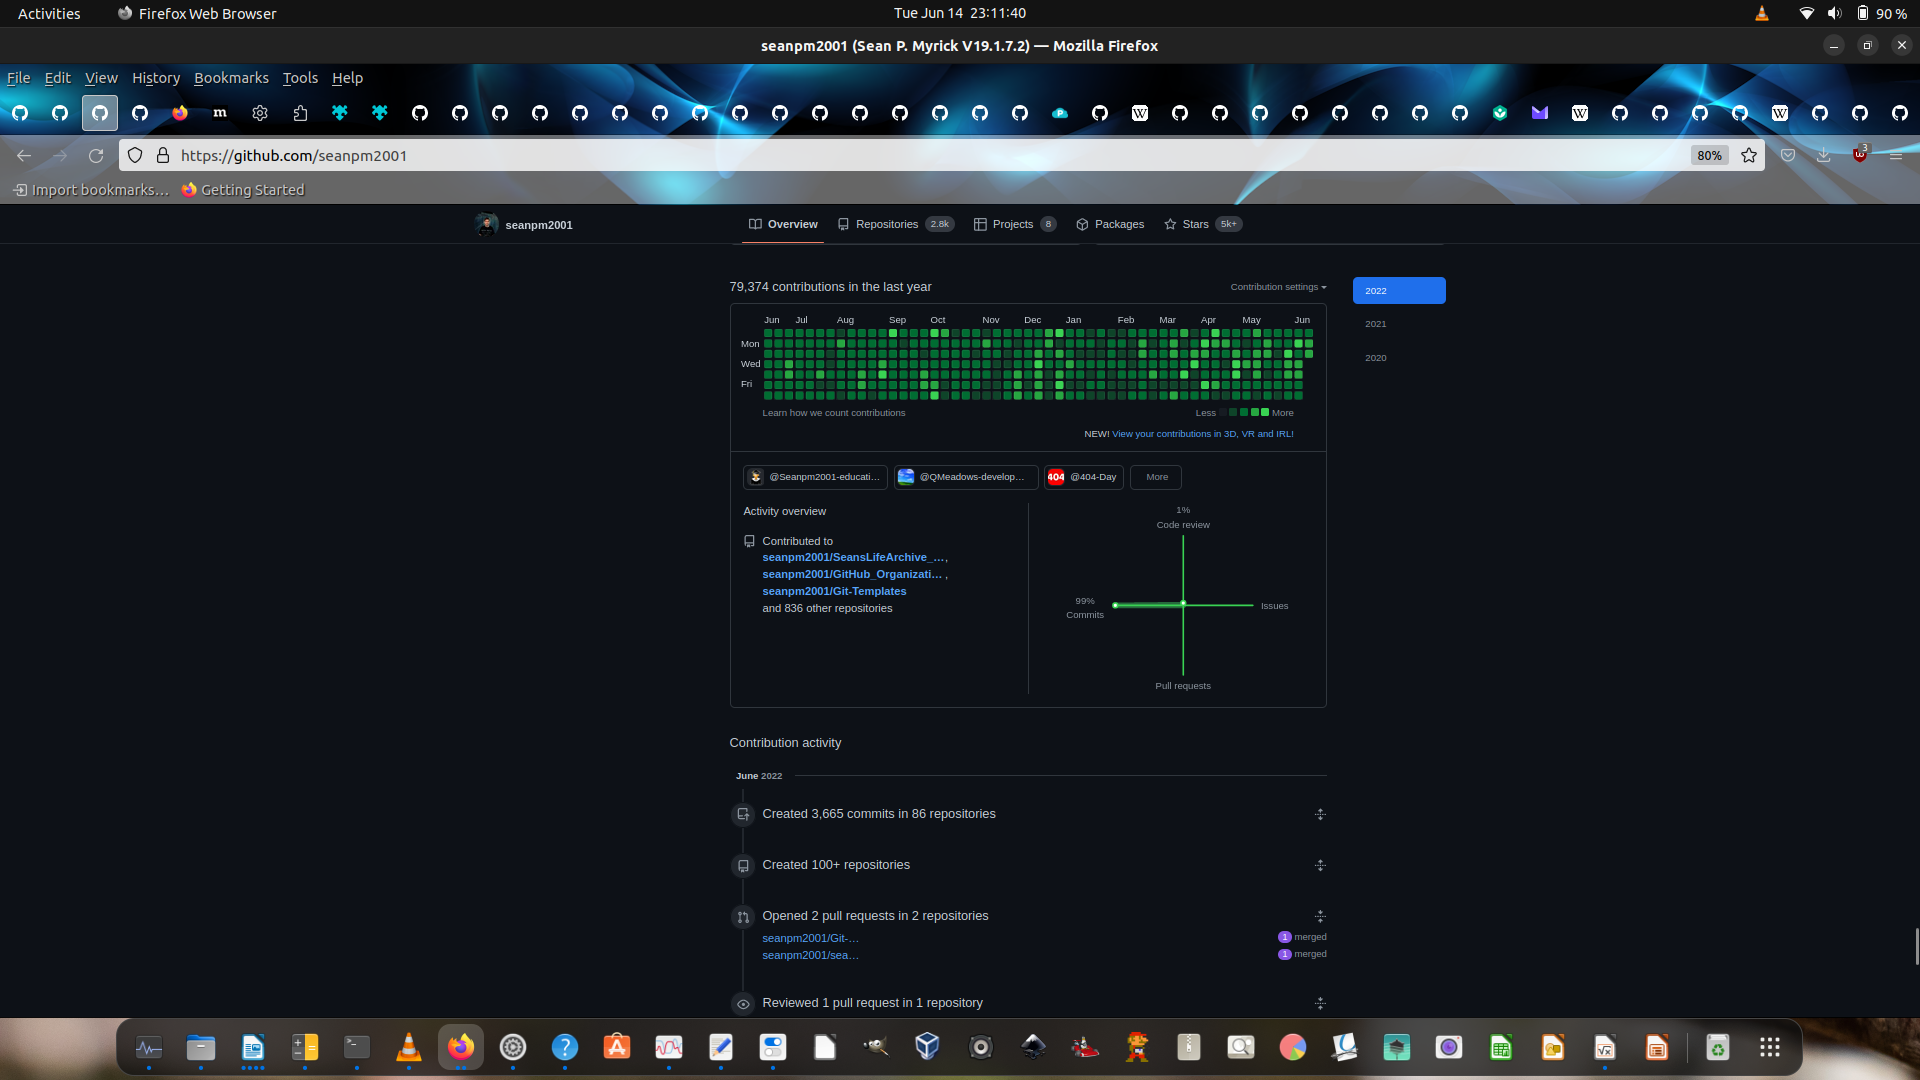 Activities
Firefox Web Browser
Tue Jun 14 23:11:40
90 %
seanpm2001 (Sean P. Myrick V19.1.7.2) — Mozilla Firefox
File Edit View History Bookmarks Tools Help
https://github.com/seanpm2001
80%
3
Import bookmarks…
Getting Started
seanpm2001
Overview
Repositories 2.8k
Projects 8
Packages
Stars 5k+
79,374 contributions in the last year
Contribution settings
2022
2021
2020
Jun Jul Aug Sep Oct Nov Dec Jan Feb Mar Apr May Jun
Mon
Wed
Fri
Learn how we count contributions
Less More
NEW! View your contributions in 3D, VR and IRL!
@Seanpm2001-educati…
@QMeadows-develop…
404 @404-Day
More
Activity overview
Contributed to
seanpm2001/SeansLifeArchive_…,
seanpm2001/GitHub_Organizati… ,
seanpm2001/Git-Templates
and 836 other repositories
1%
Code review
99%
Commits
Issues
Pull requests
Contribution activity
June 2022
Created 3,665 commits in 86 repositories
Created 100+ repositories
Opened 2 pull requests in 2 repositories
seanpm2001/Git-…
1 merged
seanpm2001/sea…
1 merged
Reviewed 1 pull request in 1 repository